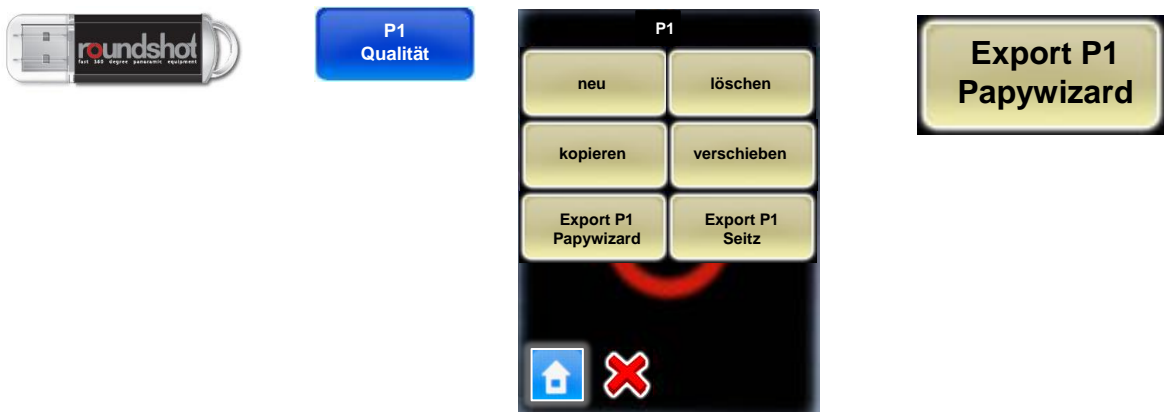 roundshot
fast 360 degree panoramic equipment
P1
Qualität
P1
neu
löschen
kopieren
verschieben
Export P1
Papywizard
Export P1
Seitz
Export P1
Papywizard